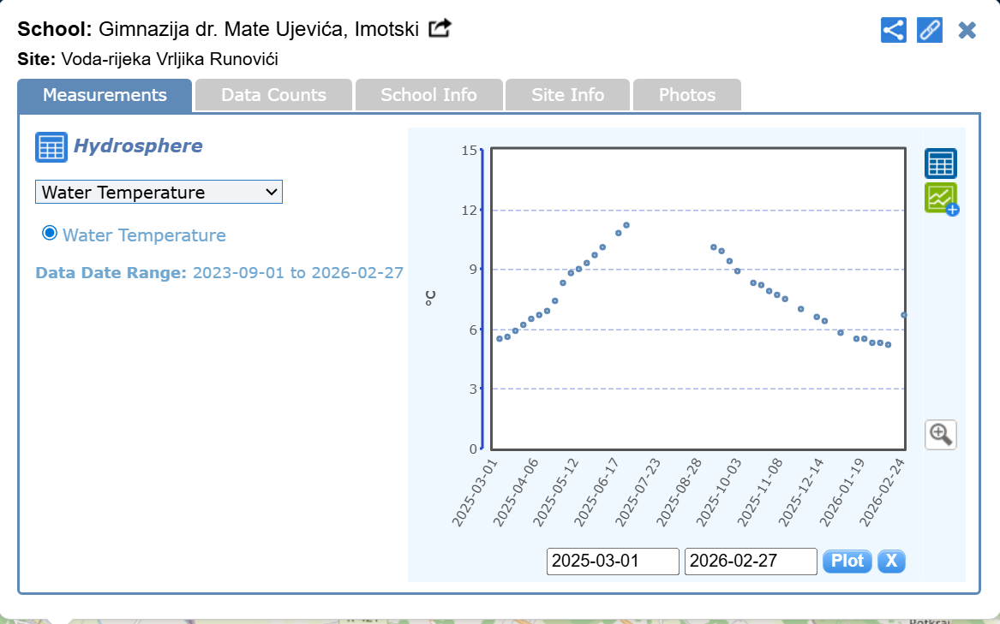 School: Gimnazija dr. Mate Ujevića, Imotski
Site: Voda-rijeka Vrljika Runovići
Measurements
Data Counts
School Info
Site Info
Photos
Hydrosphere
Water Temperature
Water Temperature
Data Date Range: 2023-09-01 to 2026-02-27
15
12
9
6
3
0
°C
2025-03-01
2025-04-06
2025-05-12
2025-06-17
2025-07-23
2025-08-28
2025-10-03
2025-11-08
2025-12-14
2026-01-19
2026-02-24
2025-03-01
2026-02-27
Plot
X